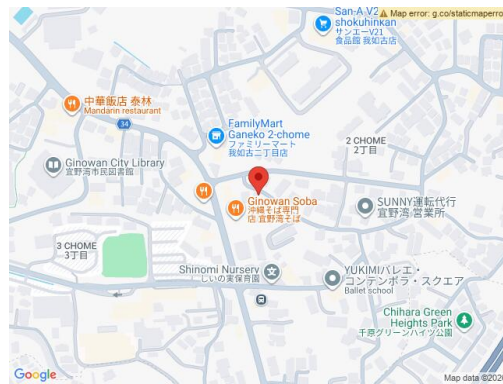 San-A V2
shokuhinkan
サンエーV21
食品館 我如古店
Map error: g.co/staticmaperro
中華飯店 泰林
Mandarin restaurant
34
FamilyMart
Ganeko 2-chome
ファミリーマート
我如古二丁目店
2 CHOME
2丁目
Ginowan City Library
宜野湾市民図書館
Ginowan Soba
沖縄そば専門
店 宜野湾そば
SUNNY運転代行
宜野湾 営業所
3 CHOME
3丁目
Shinomi Nurserv
しいの実保育園
YUKIMIバレエ・
コンテンポラ・スクエア
Ballet school
Chihara Green
Heights Park
千原グリーンハイツ公園
Google
Map data ©202